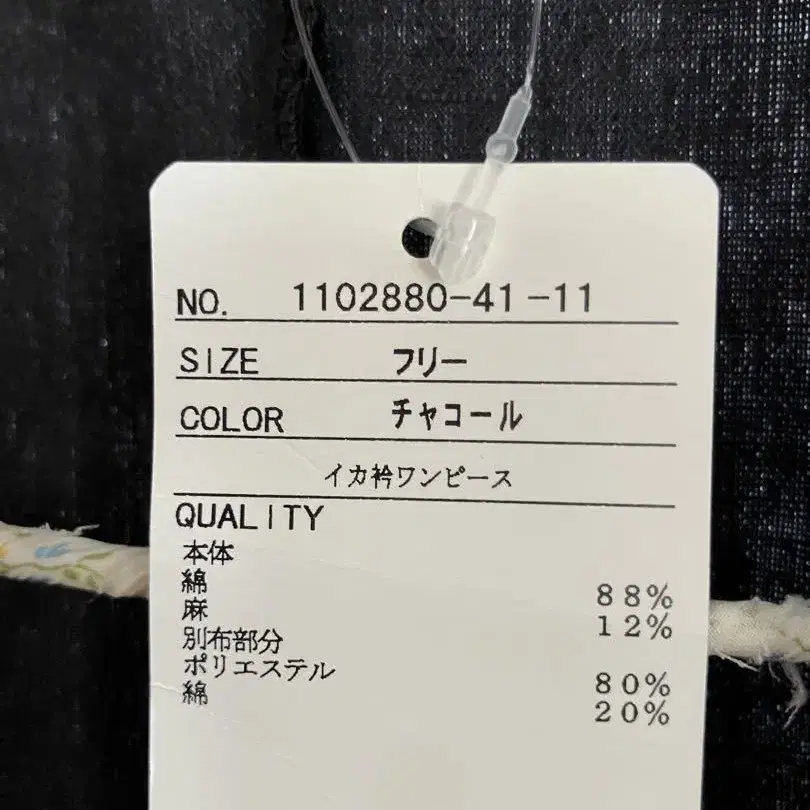 NO. 1102880-41-11
SIZE フリー
COLOR チャコール
イカ衿ワンピース
QUALITY
本体
綿 88%
麻 12%
別布部分
ポリエステル 80%
綿 20%